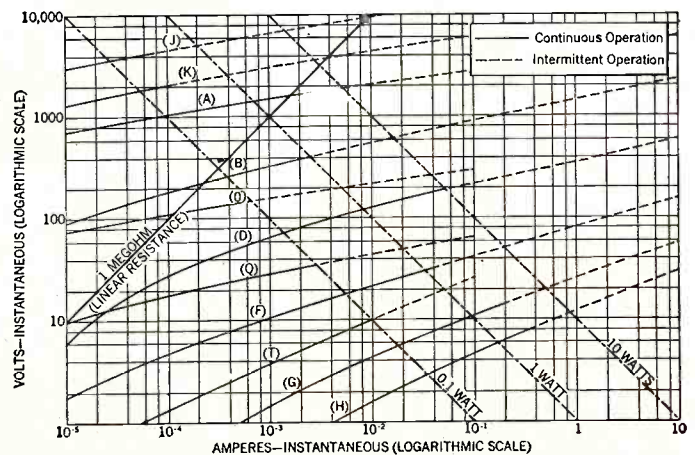 10,000
1000
100
10
1
VOLTS—INSTANTANEOUS (LOGARITHMIC SCALE)
Continuous Operation
Intermittent Operation
(J)
(K)
(A)
(B)
(O)
(D)
(Q)
(F)
(T)
(G)
(H)
1 MEGOHM
(LINEAR RESISTANCE)
0.1 WATT
1 WATT
10 WATTS
10-5
10-4
10-3
10-2
10-1
1
10
AMPERES—INSTANTANEOUS (LOGARITHMIC SCALE)